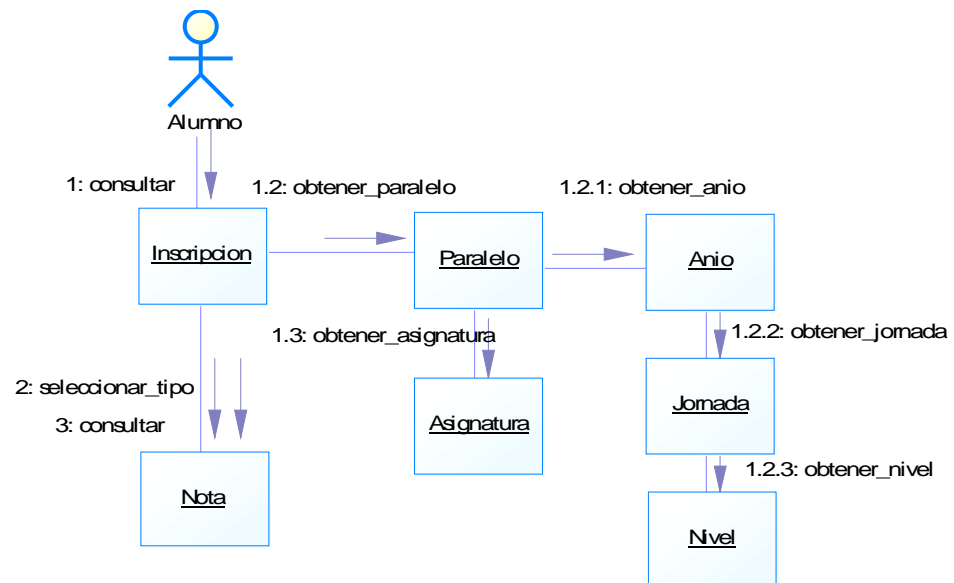 Alumno
1: consultar
1.2: obtener_paralelo
1.2.1: obtener_anio
Inscripcion
Paralelo
Anio
1.3: obtener_asignatura
1.2.2: obtener_jornada
2: seleccionar_tipo
3: consultar
Asignatura
Jornada
1.2.3: obtener_nivel
Nota
Nivel